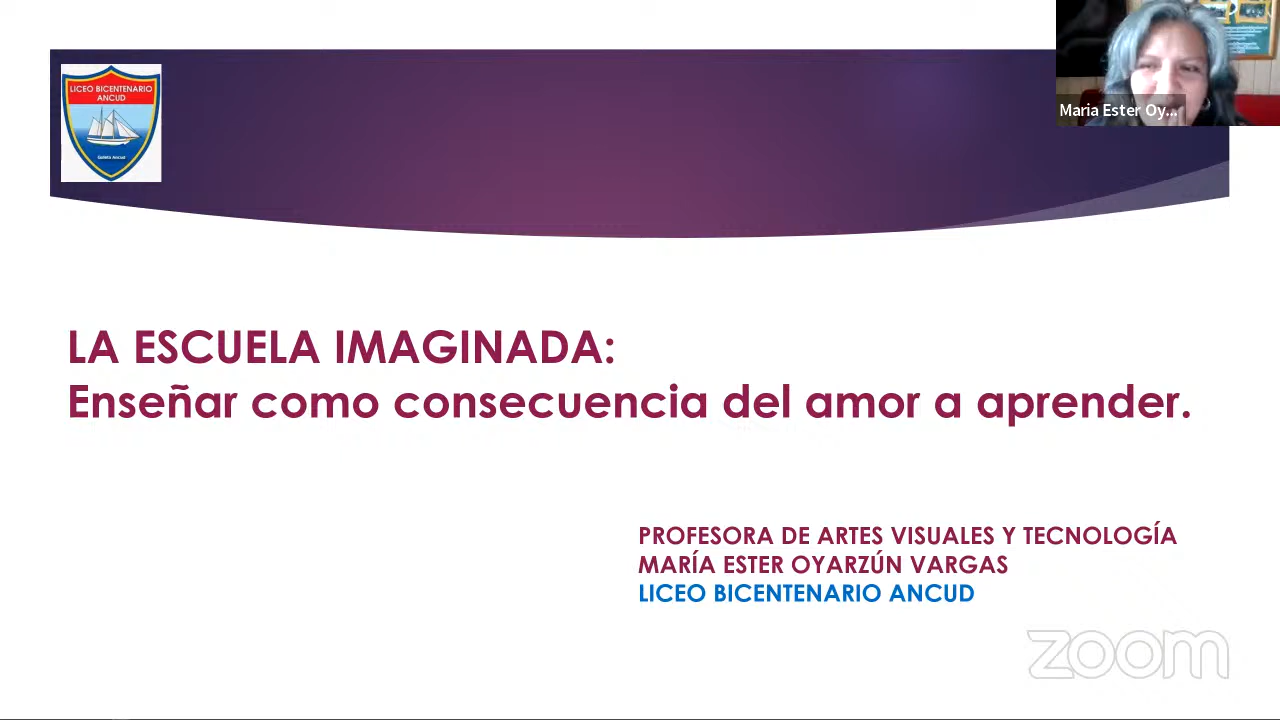 LICEO BICENTENARIO
ANCUD
Goleta Ancud
Maria Ester Oy...
LA ESCUELA IMAGINADA:
Enseñar como consecuencia del amor a aprender.
PROFESORA DE ARTES VISUALES Y TECNOLOGÍA
MARÍA ESTER OYARZÚN VARGAS
LICEO BICENTENARIO ANCUD
zoom